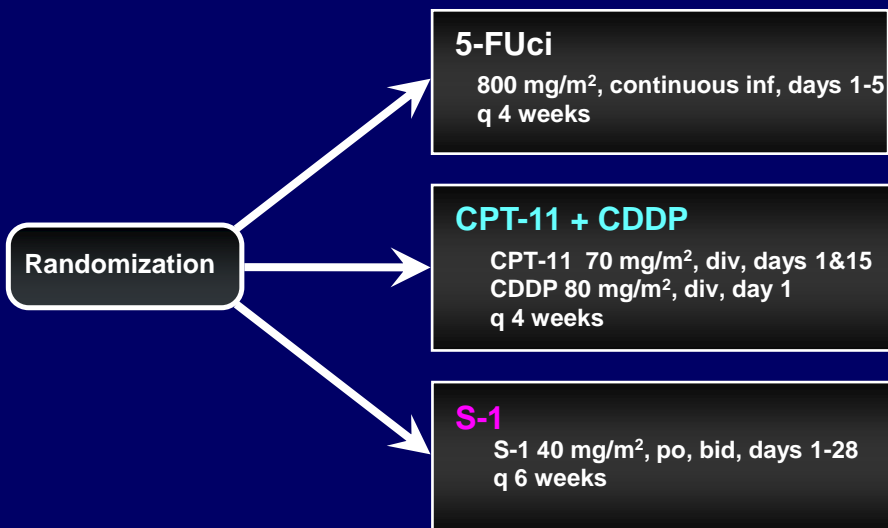 5-FUci
800 mg/m², continuous inf, days 1-5
q 4 weeks
Randomization
CPT-11 + CDDP
CPT-11  70 mg/m², div, days 1&15
CDDP 80 mg/m², div, day 1
q 4 weeks
S-1
S-1 40 mg/m², po, bid, days 1-28
q 6 weeks